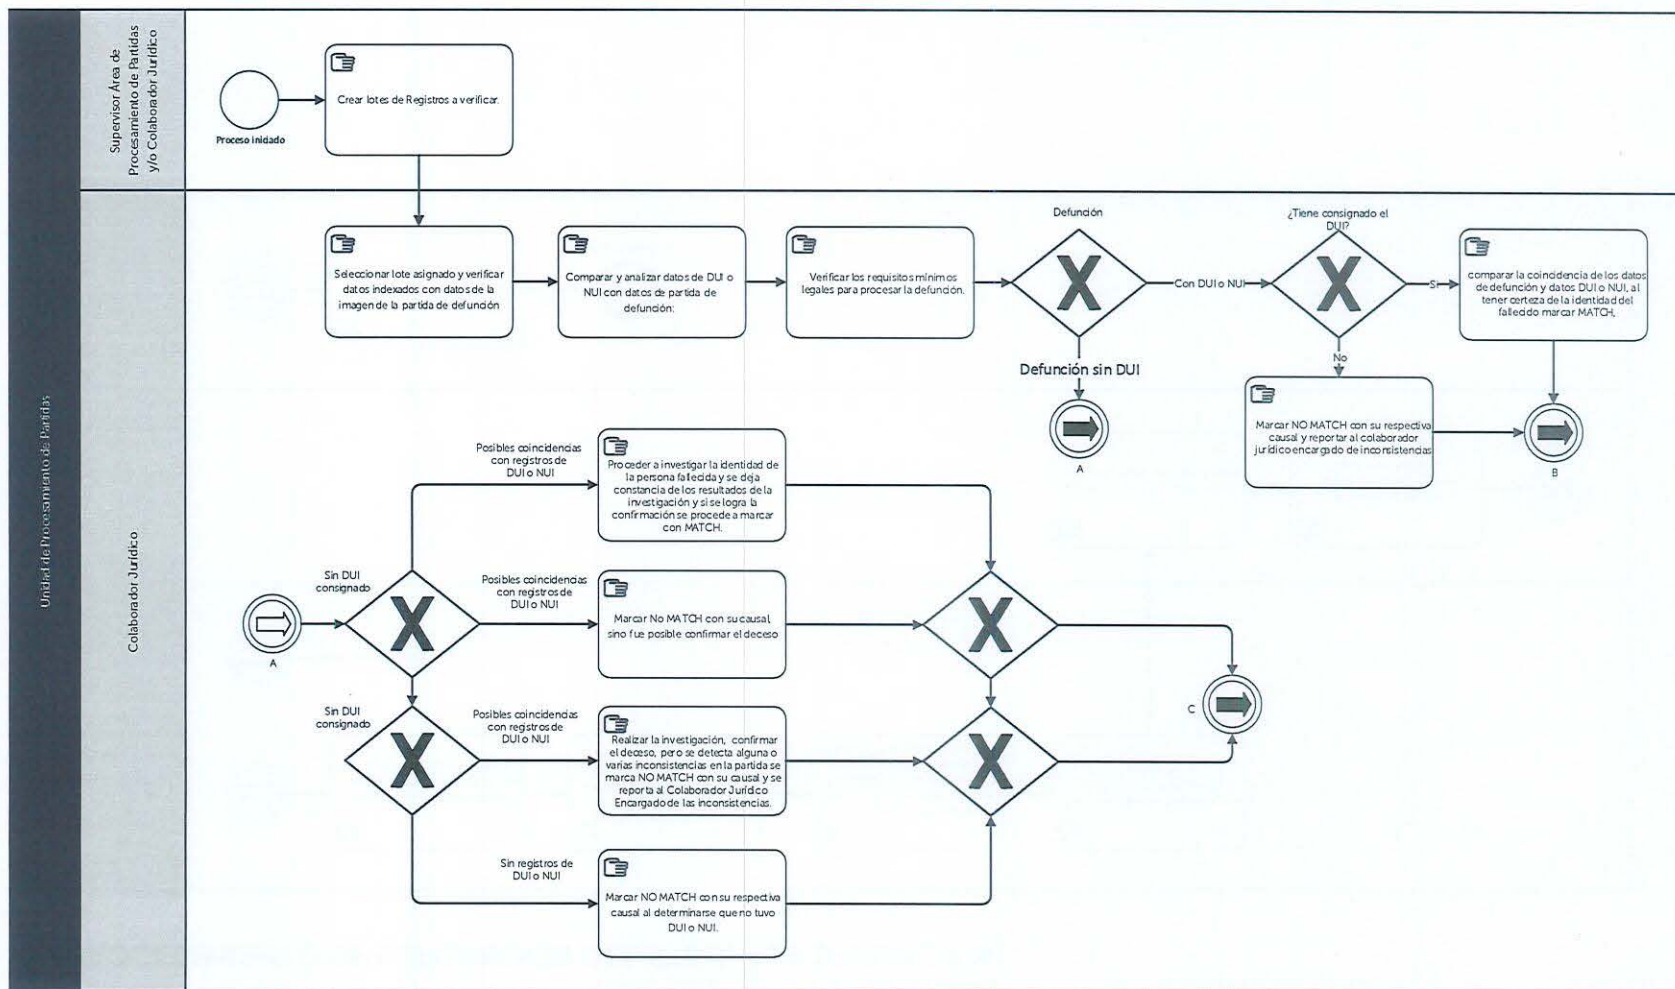 Unidad de Procesamiento de Partidas
Supervisor Área de
Procesamiento de Partidas
y/o Colaborador Jurídico
Proceso iniciado
Crear lotes de Registros a verificar.
Colaborador Jurídico
Seleccionar lote asignado y verificar
datos indexados con datos de la
imagen de la partida de defunción
Comparar y analizar datos de DUI o
NUI con datos de partida de
defunción:
Verificar los requisitos mínimos
legales para procesar la defunción.
Defunción
X
Con DUI o NUI
¿Tiene consignado el
DUI?
X
Si
comparar la coincidencia de los datos
de defunción y datos DUI o NUI, al
tener certeza de la identidad del
fallecido marcar MATCH,
Defunción sin DUI
A
No
Marcar NO MATCH con su respectiva
causal y reportar al colaborador
jurídico encargado de inconsistencias
B
Posibles coincidencias
con registros de
DUI o NUI
Proceder a investigar la identidad de
la persona fallecida y se deja
constancia de los resultados de la
investigación y si se logra la
confirmación se procede a marcar
con MATCH.
A
Sin DUI
consignado
X
Posibles coincidencias
con registros de
DUI o NUI
Marcar No MATCH con su causal,
sino fue posible confirmar el deceso
X
Sin DUI
consignado
X
Posibles coincidencias
con registros de
DUI o NUI
Realizar la investigación, confirmar
el deceso, pero se detecta alguna o
varias inconsistencias en la partida se
marca NO MATCH con su causal y se
reporta al Colaborador Jurídico
Encargado de las inconsistencias.
X
C
Sin registros de
DUI o NUI
Marcar NO MATCH con su respectiva
causal al determinarse que no tuvo
DUI o NUI.